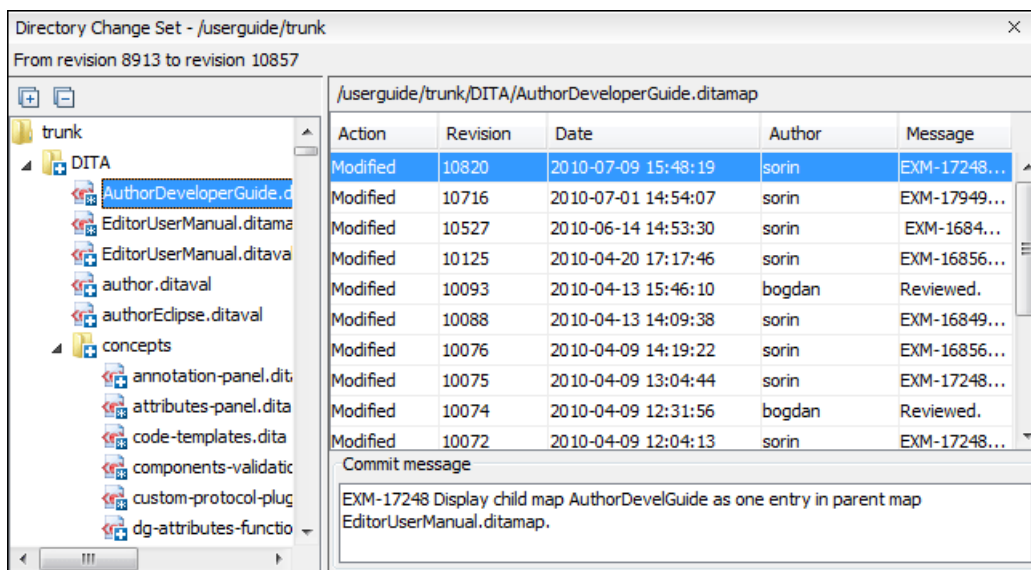 Directory Change Set - /userguide/trunk
From revision 8913 to revision 10857
trunk
DITA
AuthorDeveloperGuide.d
EditorUserManual.ditama
EditorUserManual.ditaval
author.ditaval
authorEclipse.ditaval
concepts
annotation-panel.dita
attributes-panel.dita
code-templates.dita
components-validatio
custom-protocol-plug
dg-attributes-functio
/userguide/trunk/DITA/AuthorDeveloperGuide.ditamap
Action Revision Date Author Message
Modified 10820 2010-07-09 15:48:19 sorin EXM-17248...
Modified 10716 2010-07-01 14:54:07 sorin EXM-17949...
Modified 10527 2010-06-14 14:53:30 sorin EXM-1684...
Modified 10125 2010-04-20 17:17:46 sorin EXM-16856...
Modified 10093 2010-04-13 15:46:10 bogdan Reviewed.
Modified 10088 2010-04-13 14:09:38 sorin EXM-16849...
Modified 10076 2010-04-09 14:19:22 sorin EXM-16856...
Modified 10075 2010-04-09 13:04:44 sorin EXM-17248...
Modified 10074 2010-04-09 12:31:56 bogdan Reviewed.
Modified 10072 2010-04-09 12:04:13 sorin EXM-17248...
Commit message
EXM-17248 Display child map AuthorDevelGuide as one entry in parent map
EditorUserManual.ditamap.